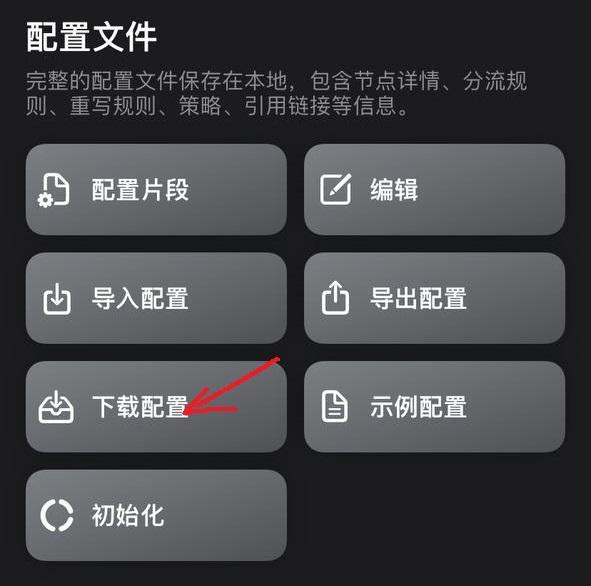 配置文件
完整的配置文件保存在本地，包含节点详情、分流规
则、重写规则、策略、引用链接等信息。
配置片段
编辑
导入配置
导出配置
下载配置
示例配置
初始化